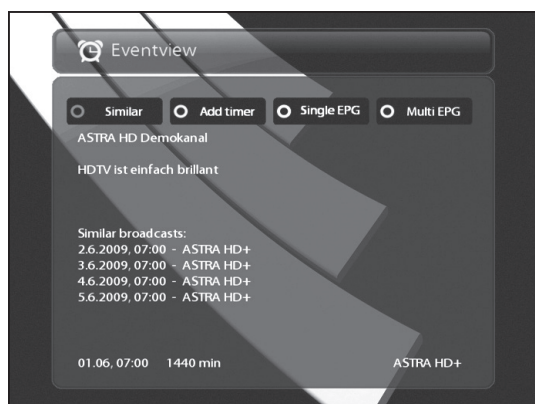 Eventview
Similar Add timer Single EPG Multi EPG
ASTRA HD Demokanal
HDTV ist einfach brillant
Similar broadcasts:
2.6.2009, 07:00 - ASTRA HD+
3.6.2009, 07:00 - ASTRA HD+
4.6.2009, 07:00 - ASTRA HD+
5.6.2009, 07:00 - ASTRA HD+
01.06, 07:00 1440 min ASTRA HD+